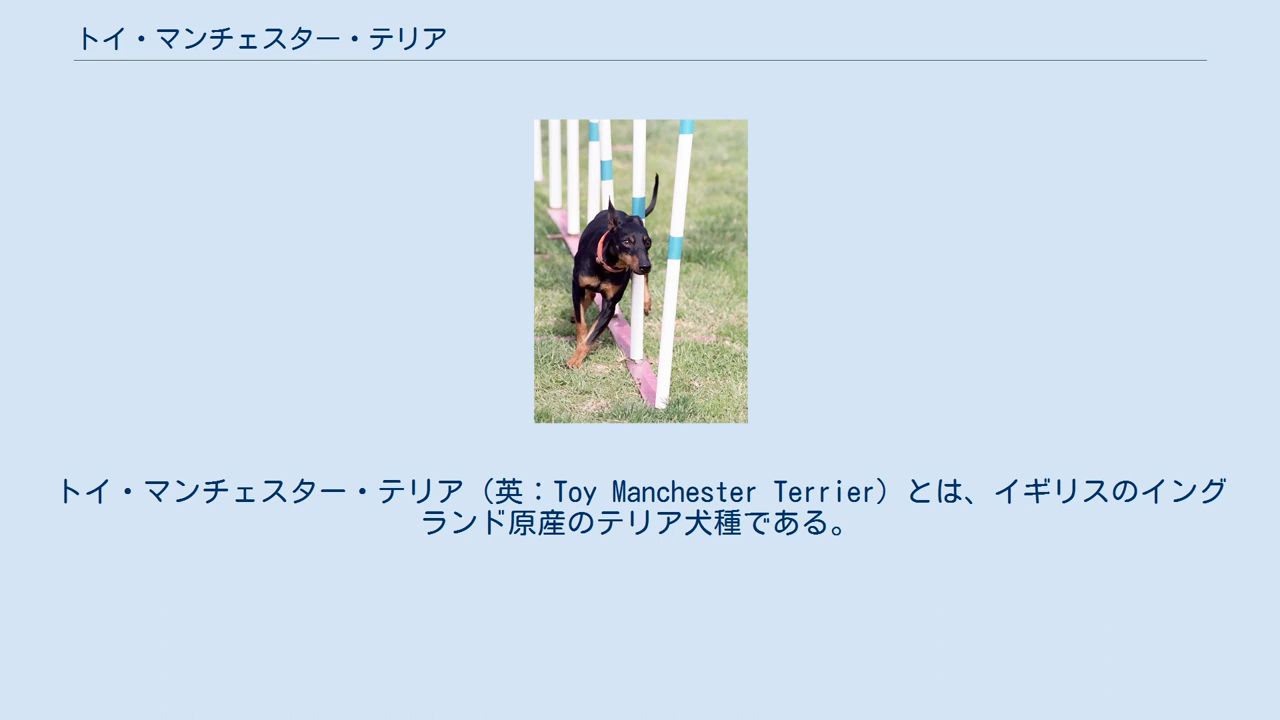 トイ・マンチェスター・テリア
トイ・マンチェスター・テリア（英：Toy Manchester Terrier）とは、イギリスのイング
ランド原産のテリア犬種である。